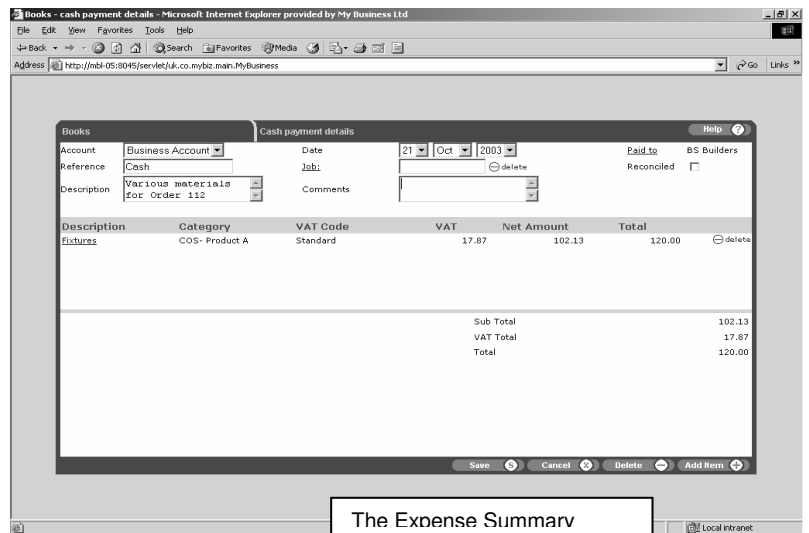 Books - cash payment details - Microsoft Internet Explorer provided by My Business Ltd
File Edit View Favorites Tools Help
Back Search Favorites Media
Address http://mbl-05:8045/servlet/uk.co.mybiz.main.MyBusiness Go Links »
Books Cash payment details Help ?
Account Business Account Date 21 Oct 2003 Paid to BS Builders
Reference Cash Job: delete Reconciled
Description Various materials for Order 112 Comments
Description Category VAT Code VAT Net Amount Total
Fixtures COS- Product A Standard 17.87 102.13 120.00 delete
Sub Total 102.13
VAT Total 17.87
Total 120.00
Save S Cancel X Delete Add Item
The Expense Summary
Local intranet